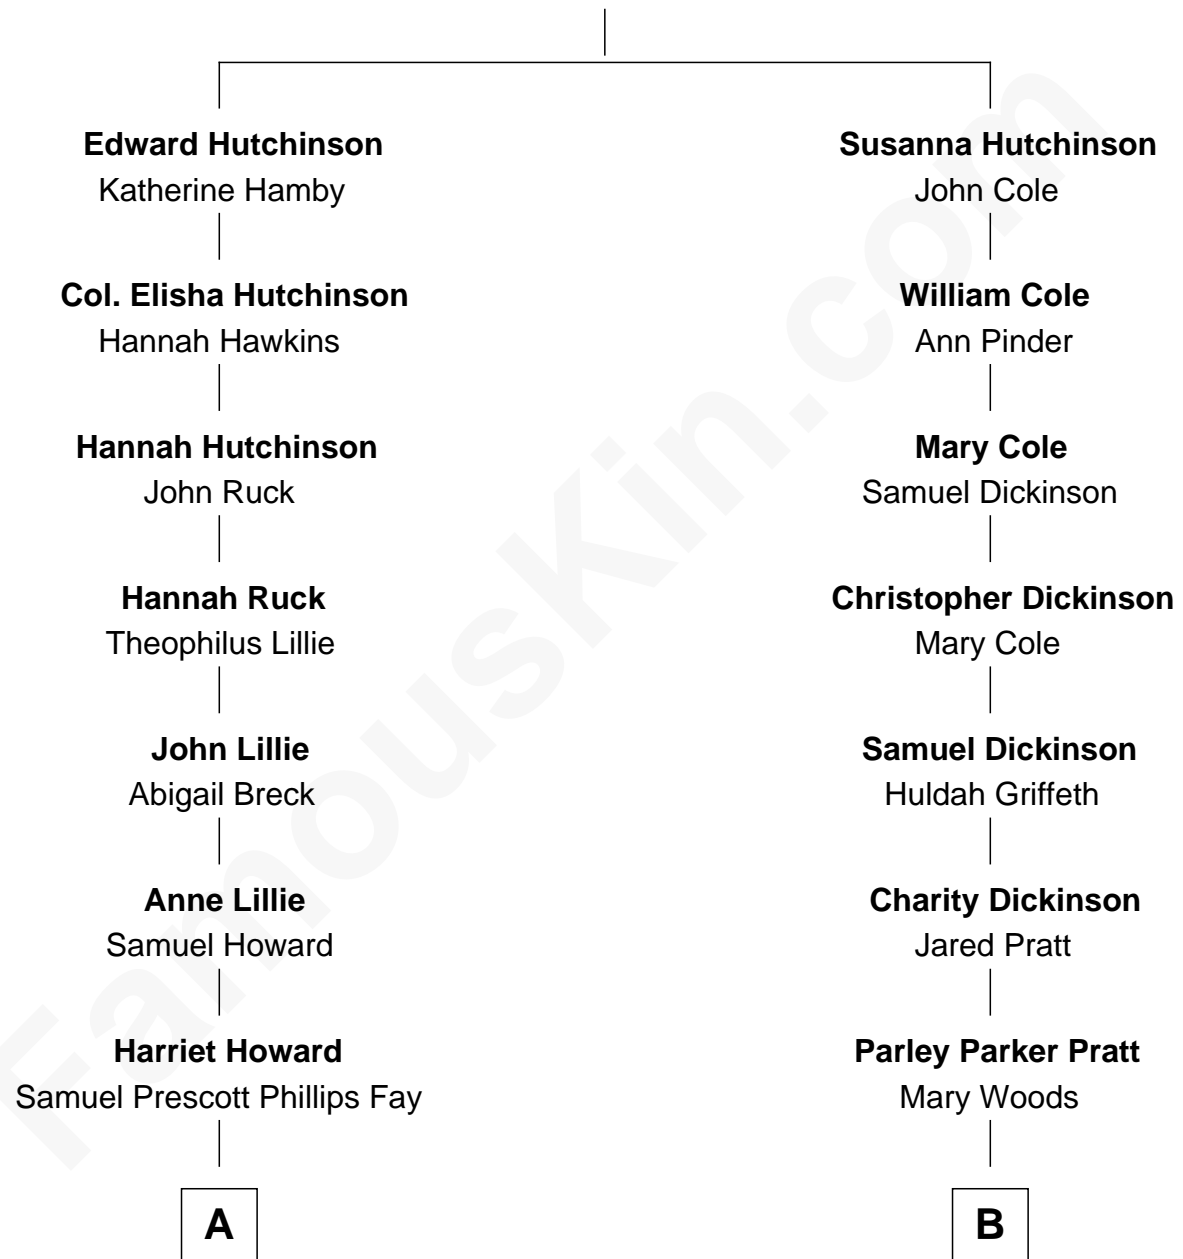 Edward Hutchinson
Katherine Hamby
Susanna Hutchinson
John Cole
Col. Elisha Hutchinson
Hannah Hawkins
William Cole
Ann Pinder
Hannah Hutchinson
John Ruck
Mary Cole
Samuel Dickinson
Hannah Ruck
Theophilus Lillie
Christopher Dickinson
Mary Cole
John Lillie
Abigail Breck
Samuel Dickinson
Huldah Griffeth
Anne Lillie
Samuel Howard
Charity Dickinson
Jared Pratt
Harriet Howard
Samuel Prescott Phillips Fay
Parley Parker Pratt
Mary Woods
A
B
FamousKin.com